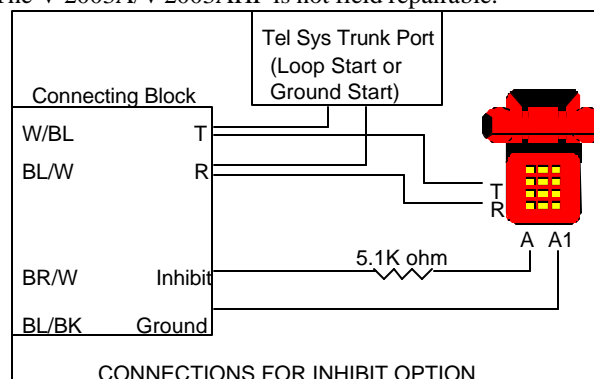 The V-2003A/V-2003AHF is not field repairable.
Tel Sys Trunk Port
(Loop Start or
Ground Start)
Connecting Block
W/BL T
BL/W R
T
R
A A1
5.1K ohm
BR/W Inhibit
BL/BK Ground
CONNECTIONS FOR INHIBIT OPTION